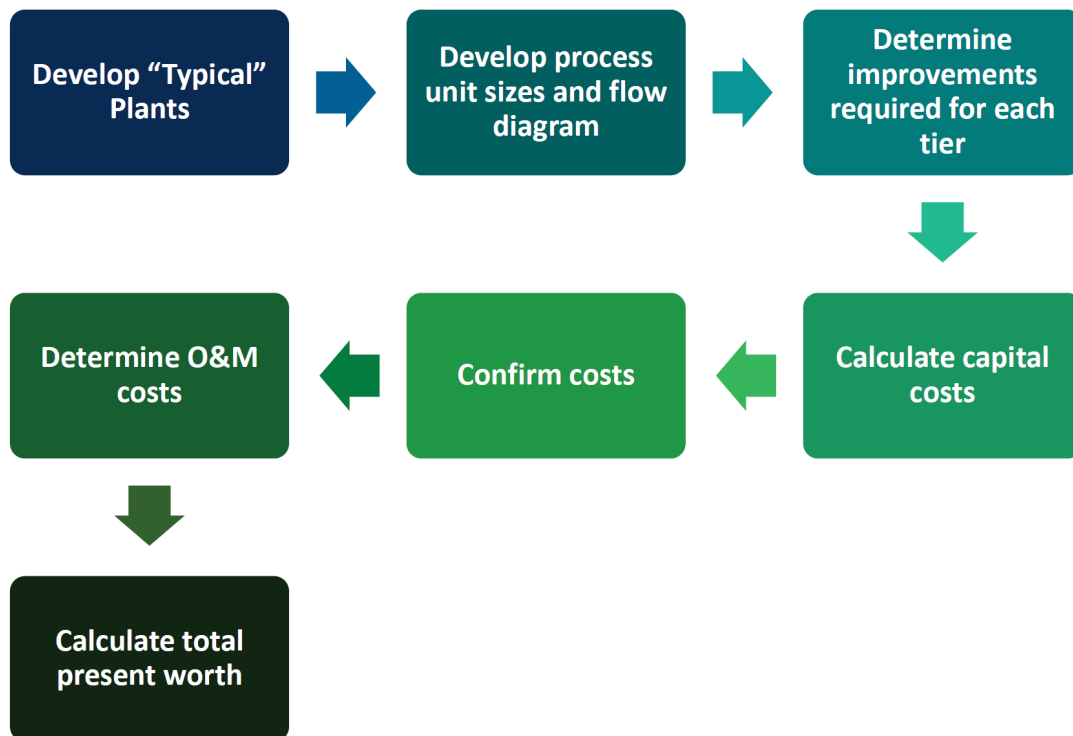 Develop “Typical”
Plants
Develop process
unit sizes and flow
diagram
Determine
improvements
required for each
tier
Calculate capital
costs
Confirm costs
Determine O&M
costs
Calculate total
present worth